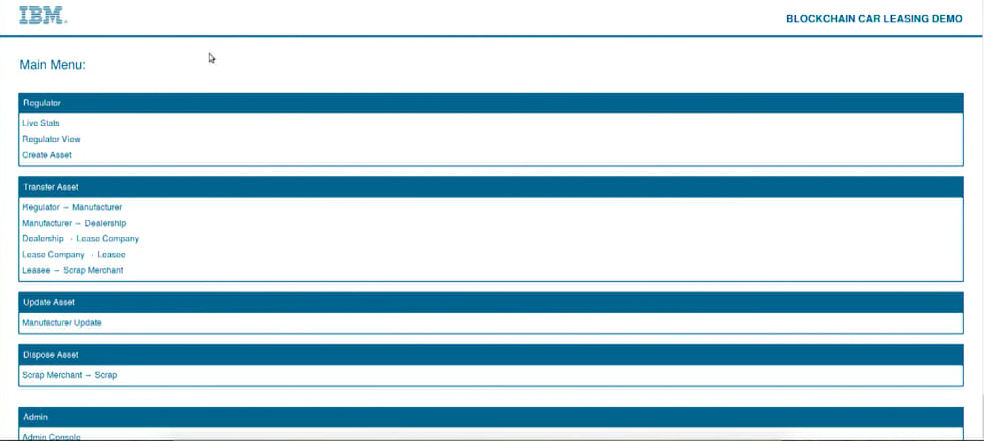 IBM
BLOCKCHAIN CAR LEASING DEMO
Main Menu:
Regulator
Live Stats
Regulator View
Create Asset
Transfer Asset
Regulator → Manufacturer
Manufacturer → Dealership
Dealership → Lease Company
Lease Company → Leasee
Leasee → Scrap Merchant
Update Asset
Manufacturer Update
Dispose Asset
Scrap Merchant → Scrap
Admin
Admin Console